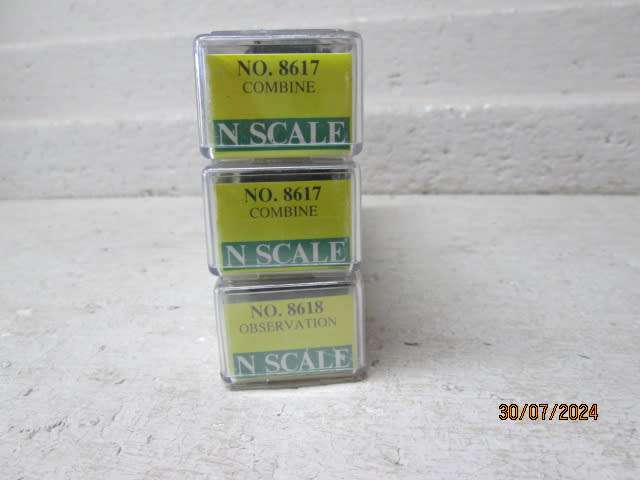 NO. 8617
COMBINE
N SCALE
NO. 8617
COMBINE
N SCALE
NO. 8618
OBSERVATION
N SCALE
30/07/2024